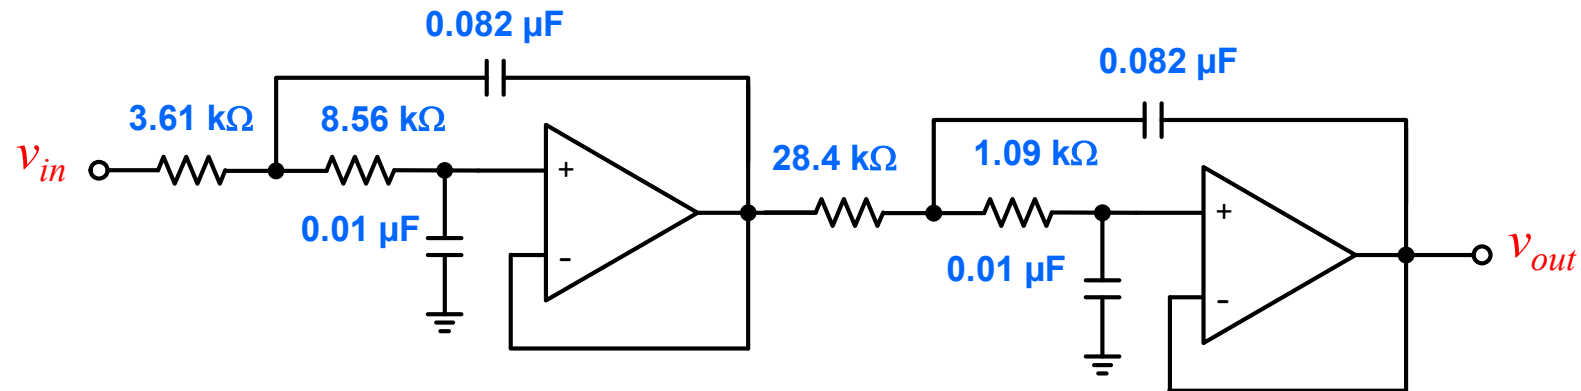 0.082 μF
0.082 μF
3.61 kΩ
8.56 kΩ
28.4 kΩ
1.09 kΩ
v_in
+
-
0.01 μF
+
-
0.01 μF
v_out